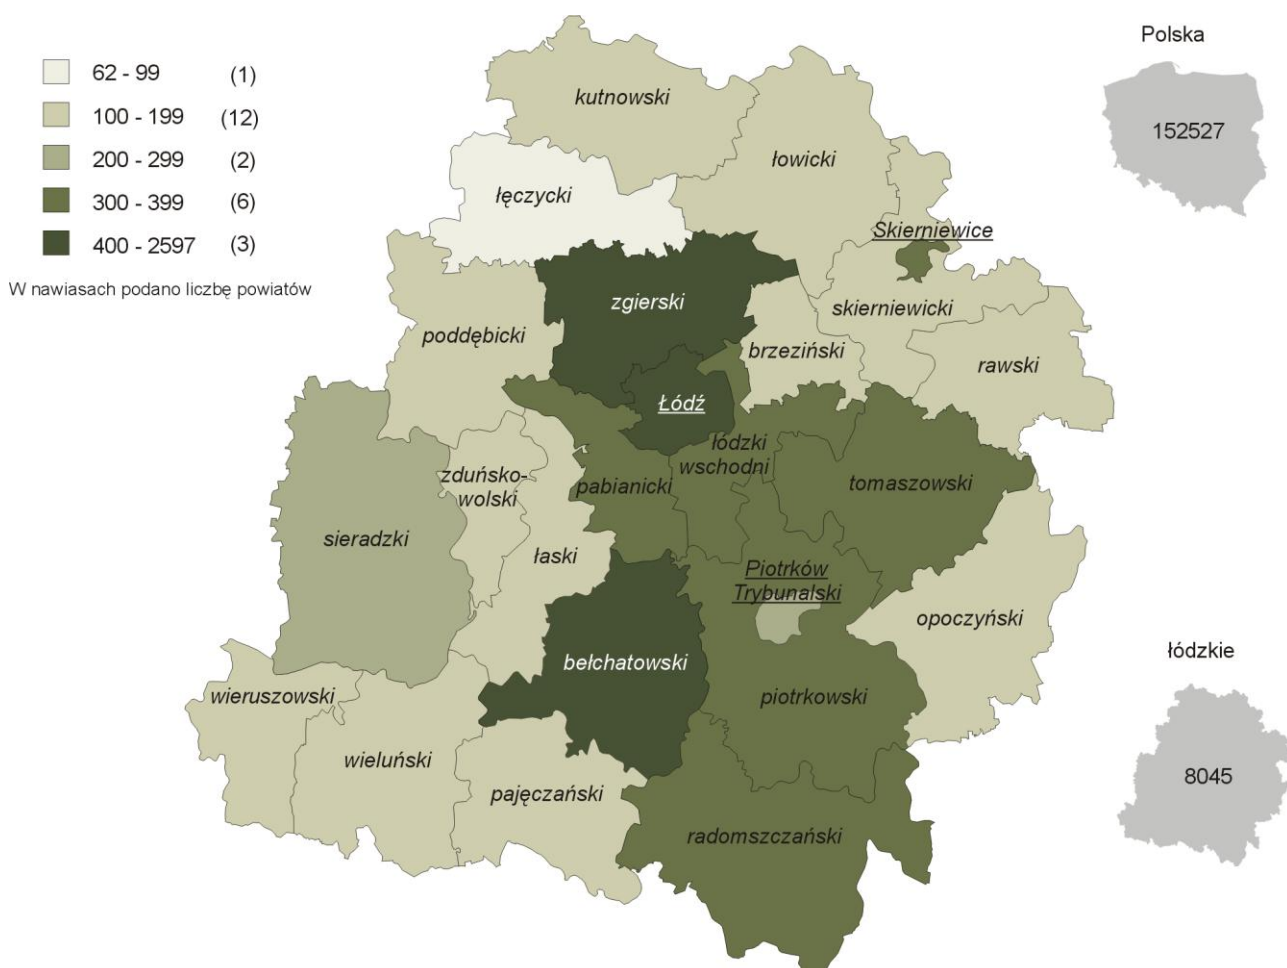 62 - 99 (1)
100 - 199 (12)
200 - 299 (2)
300 - 399 (6)
400 - 2597 (3)
W nawiasach podano liczbę powiatów
Polska
152527
kutnowski
łowicki
łęczycki
Skierniewice
zgierski
skierniewicki
poddębicki
brzeziński
rawski
Łódź
łódzki
wschodni
zduńsko-
wolski
pabianicki
tomaszowski
sieradzki
łaski
Piotrków
Trybunalski
opoczyński
bełchatowski
łódzkie
wieruszowski
piotrkowski
wieluński
8045
pajęczański
radomszczański